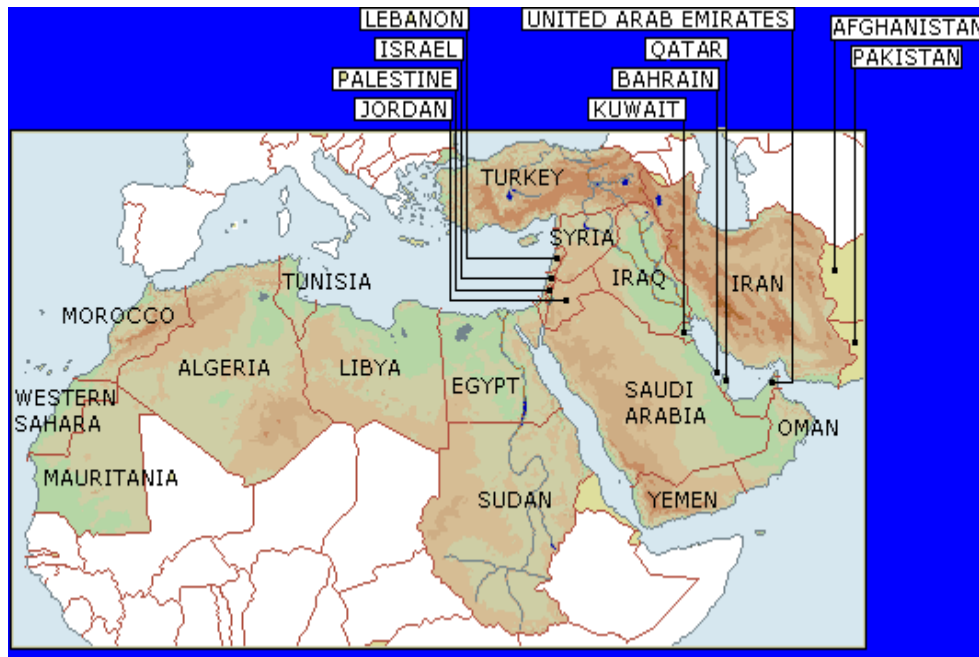 LEBANON
UNITED ARAB EMIRATES
AFGHANISTAN
ISRAEL
QATAR
PAKISTAN
PALESTINE
BAHRAIN
JORDAN
KUWAIT
TURKEY
SYRIA
TUNISIA
IRAQ
IRAN
MOROCCO
ALGERIA
LIBYA
EGYPT
SAUDI
ARABIA
WESTERN
SAHARA
OMAN
MAURITANIA
SUDAN
YEMEN